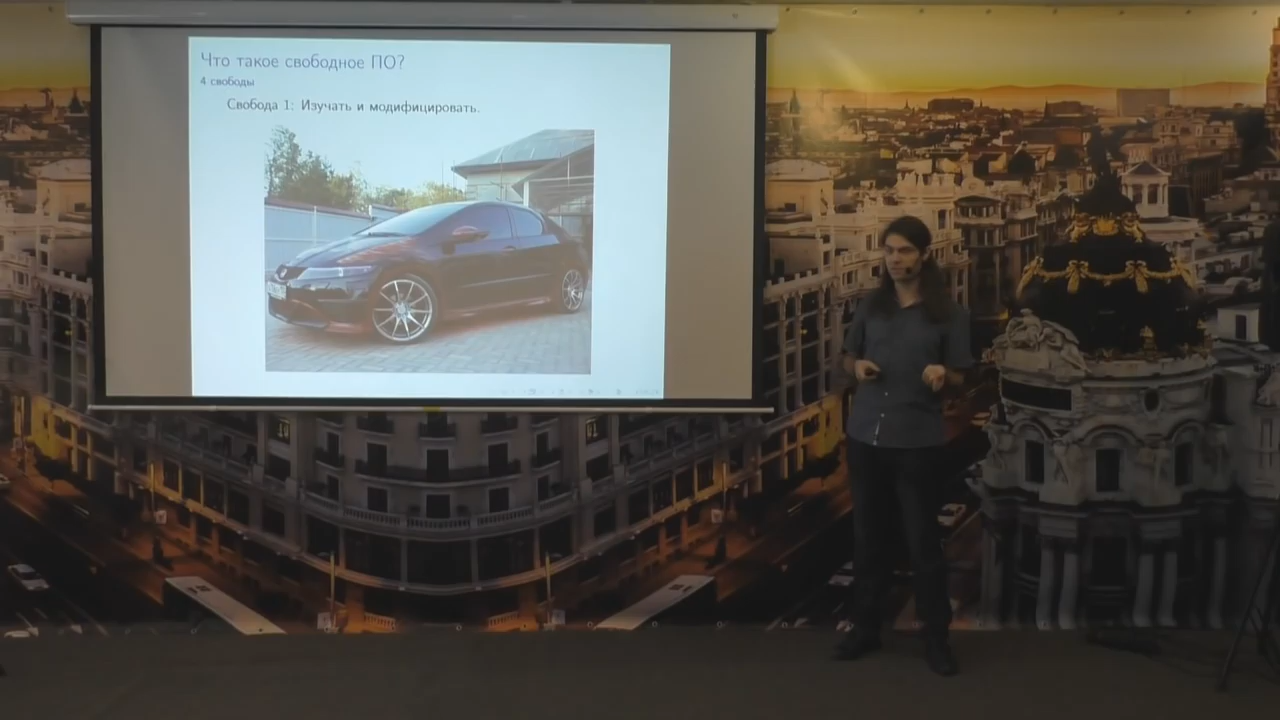 Что такое свободное ПО?
4 свободы
Свобода 1: Изучать и модифицировать.